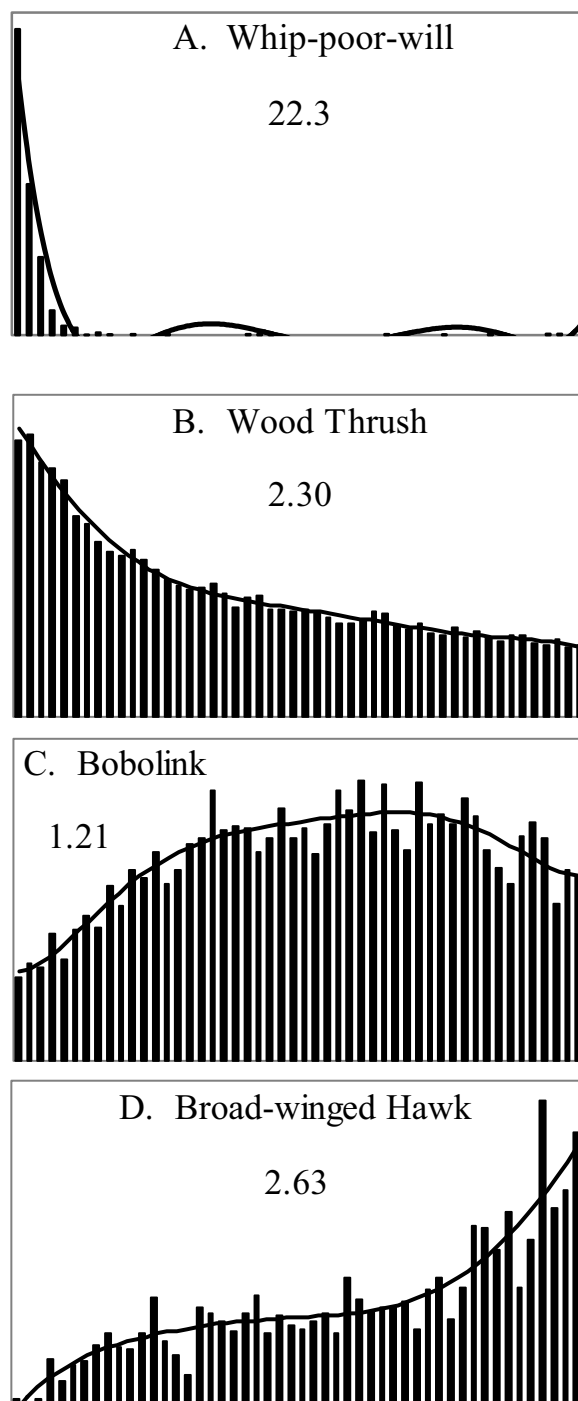 A. Whip-poor-will
22.3
B. Wood Thrush
2.30
C. Bobolink
1.21
D. Broad-winged Hawk
2.63